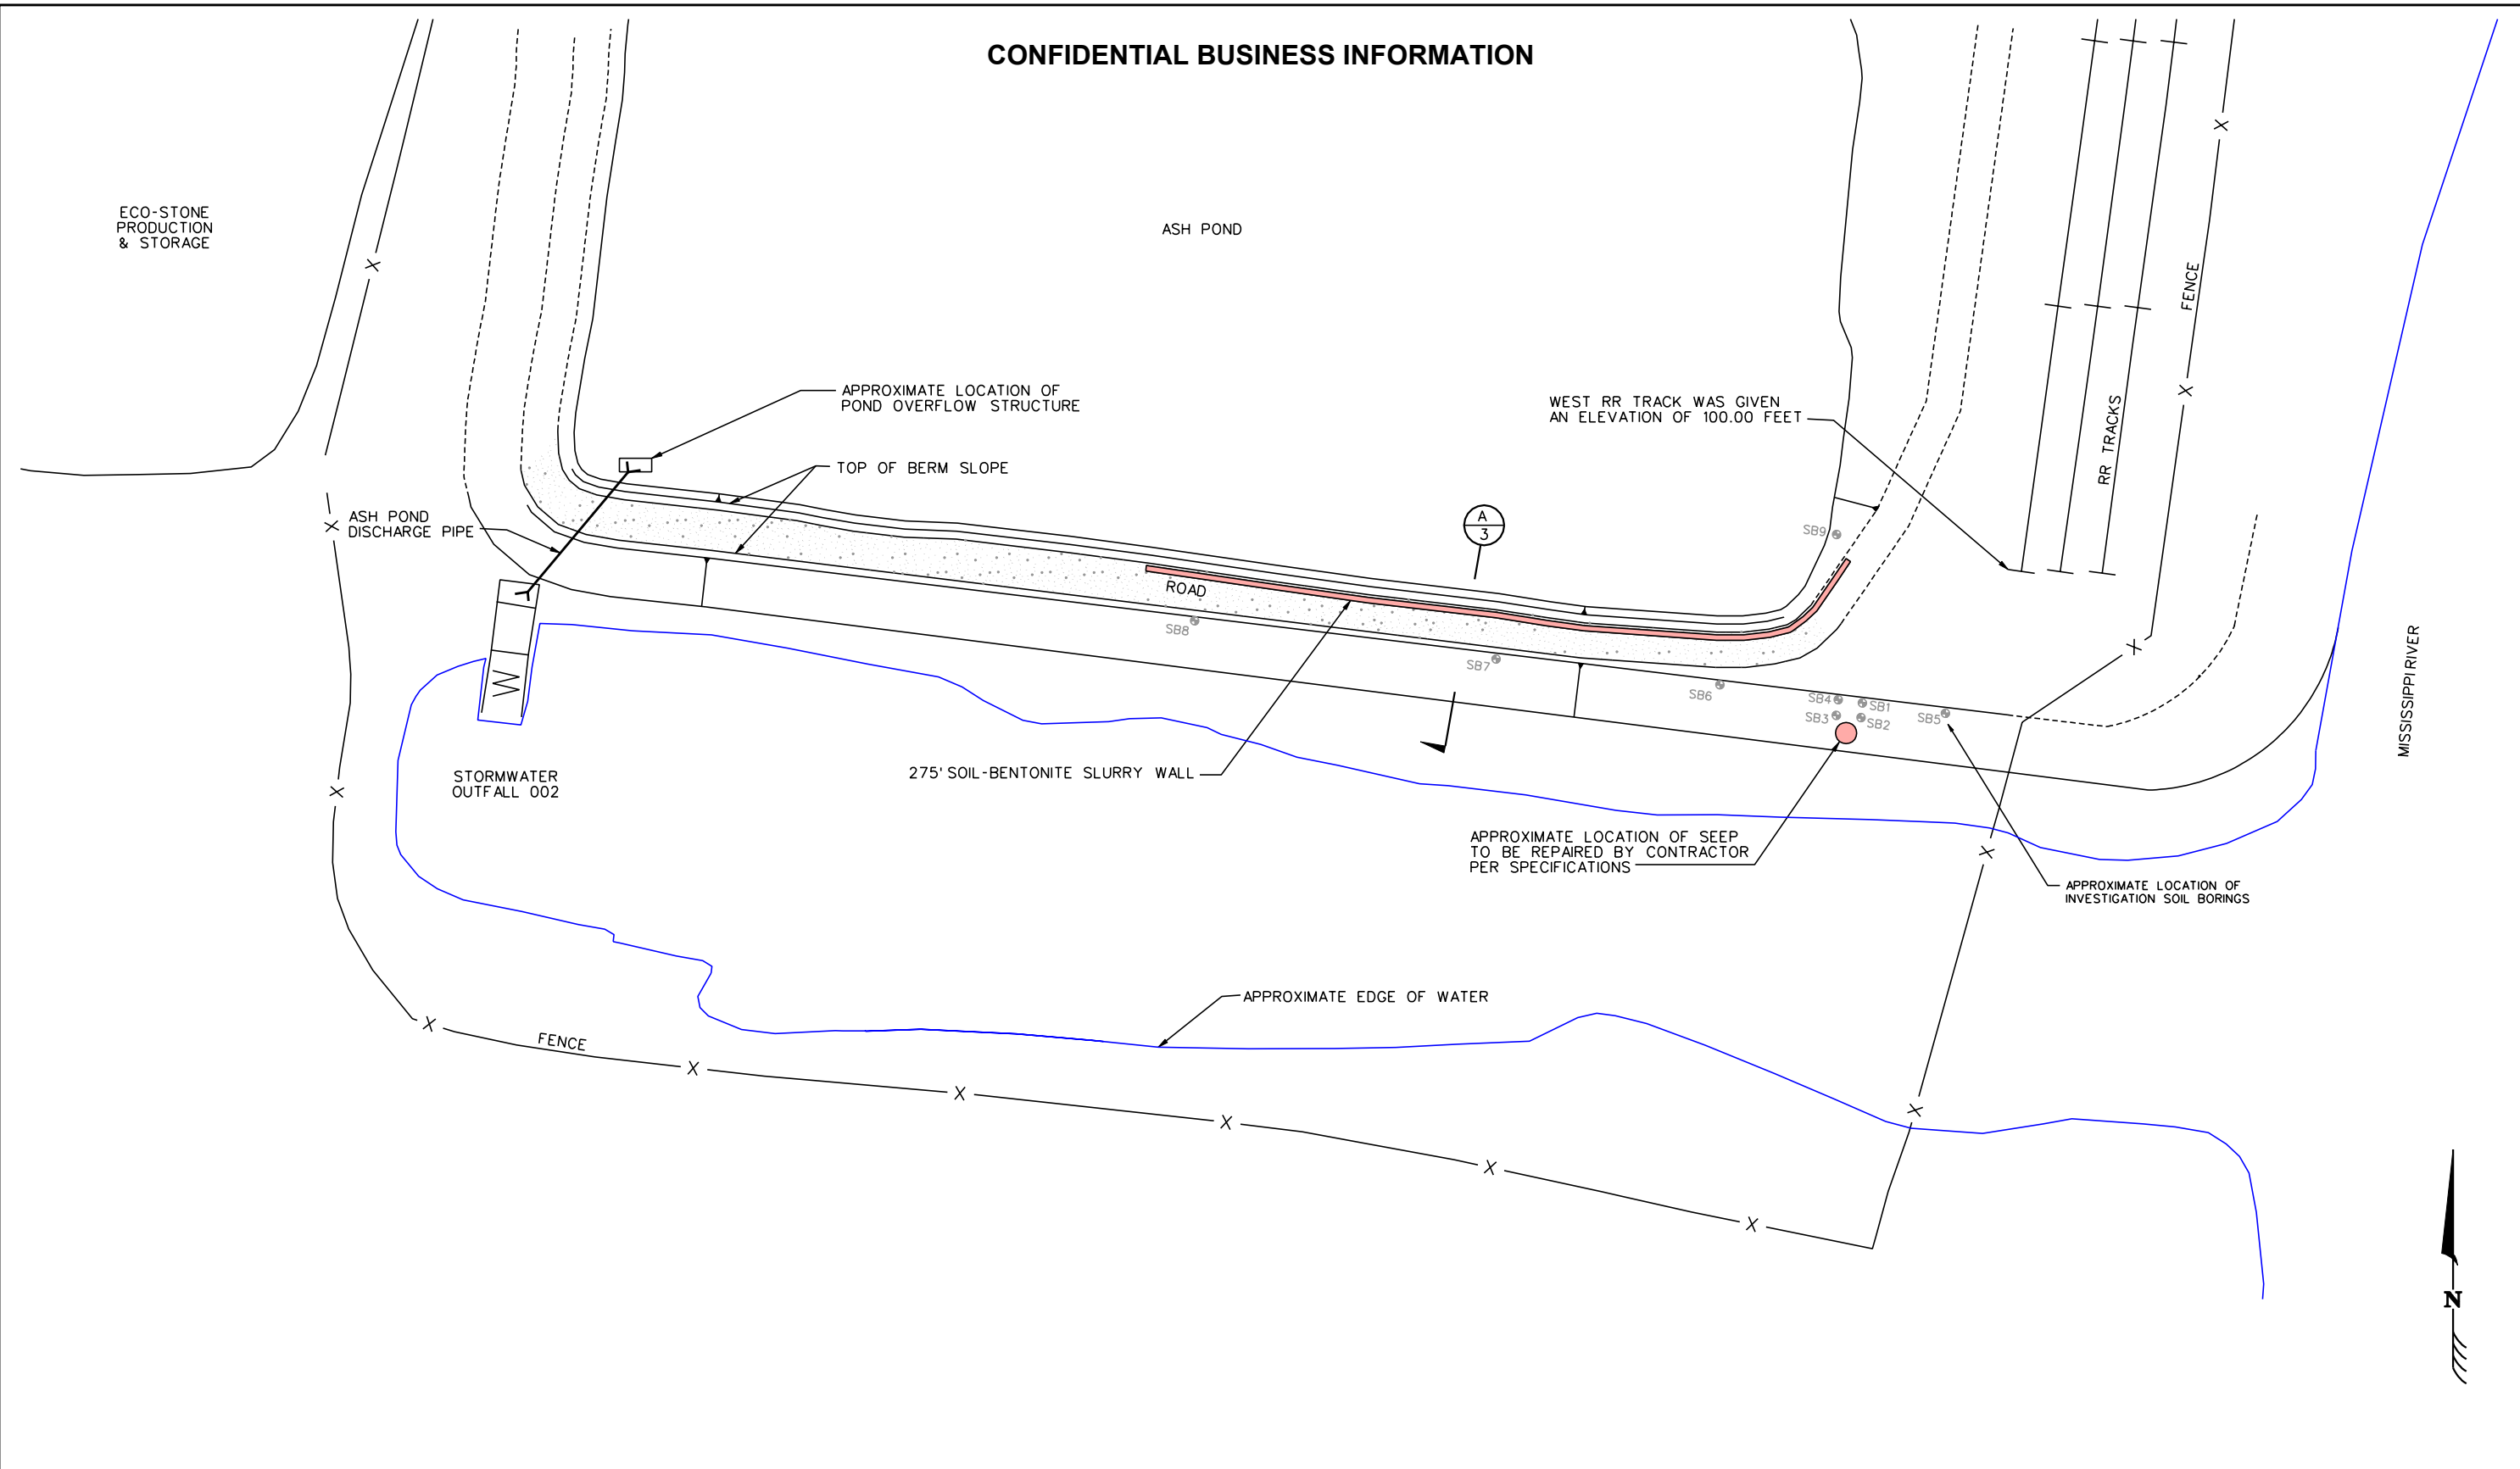 CONFIDENTIAL BUSINESS INFORMATION
ECO-STONE
PRODUCTION
& STORAGE
ASH POND
FENCE
APPROXIMATE LOCATION OF
POND OVERFLOW STRUCTURE
WEST RR TRACK WAS GIVEN
AN ELEVATION OF 100.00 FEET
RR TRACKS
TOP OF BERM SLOPE
ASH POND
DISCHARGE PIPE
A
3
SB9
ROAD
SB8
SB7
SB6
SB4
SB1
SB3
SB2
SB5
MISSISSIPPI RIVER
STORMWATER
OUTFALL 002
275' SOIL-BENTONITE SLURRY WALL
APPROXIMATE LOCATION OF SEEP
TO BE REPAIRED BY CONTRACTOR
PER SPECIFICATIONS
APPROXIMATE LOCATION OF
INVESTIGATION SOIL BORINGS
APPROXIMATE EDGE OF WATER
FENCE
N